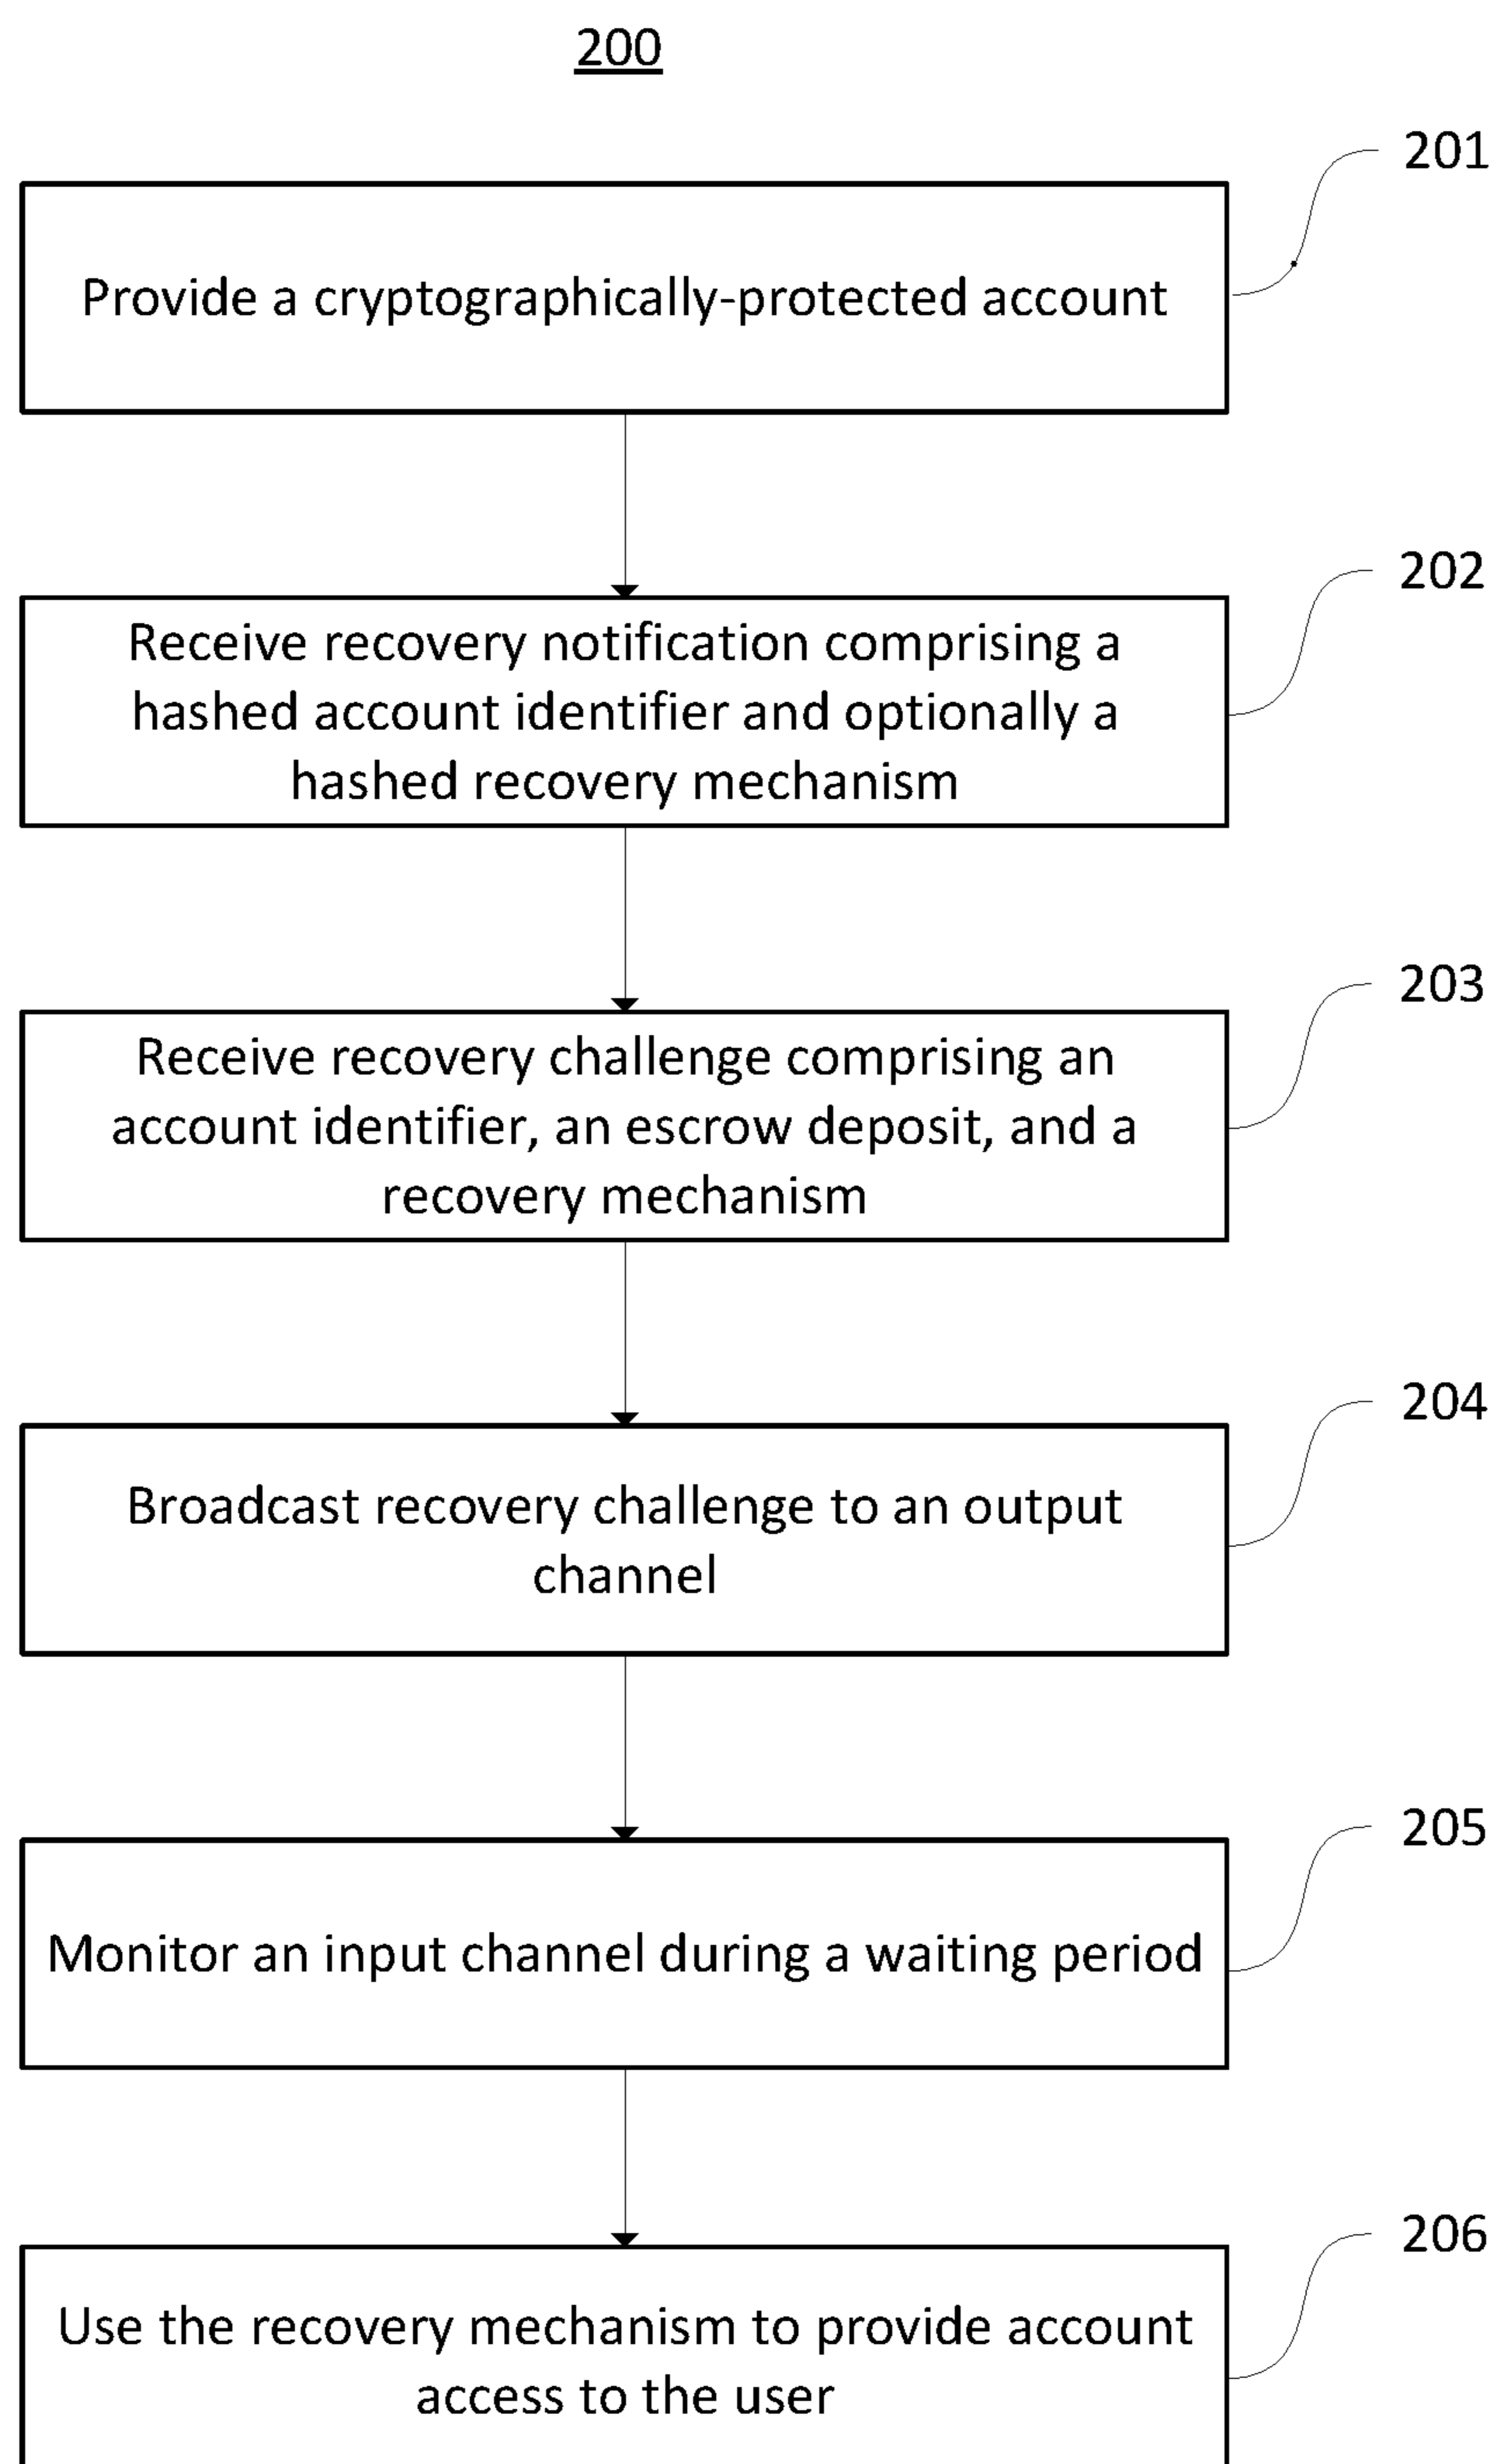 200
201
Provide a cryptographically-protected account
202
Receive recovery notification comprising a
hashed account identifier and optionally a
hashed recovery mechanism
203
Receive recovery challenge comprising an
account identifier, an escrow deposit, and a
recovery mechanism
204
Broadcast recovery challenge to an output
channel
205
Monitor an input channel during a waiting period
206
Use the recovery mechanism to provide account
access to the user